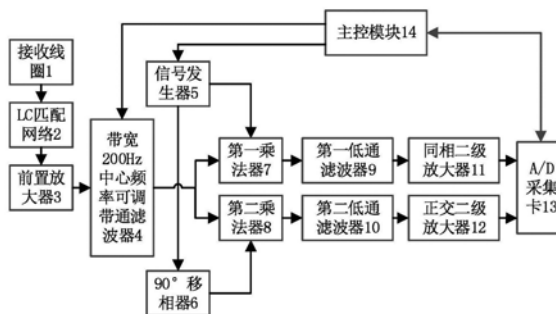 接收线
圈1
LC匹配
网络2
前置放
大器3
带宽
200Hz
中心频
率可调
带通滤
波器4
信号发
生器5
90°移
相器6
主控模块14
第一乘
法器7
第二乘
法器8
第一低通
滤波器9
第二低通
滤波器10
同相二级
放大器11
正交二级
放大器12
A/D
采集
卡13